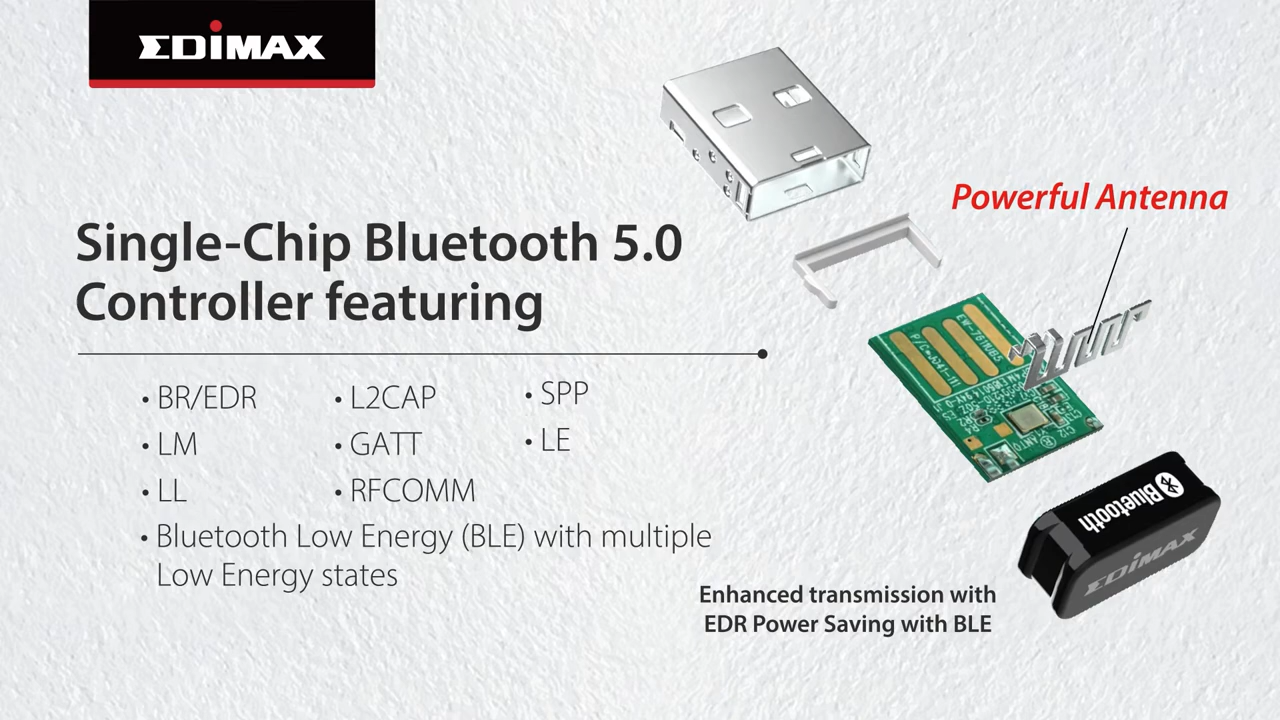 EDIMAX
Single-Chip Bluetooth 5.0
Controller featuring
• BR/EDR
• LM
• LL
• L2CAP
• GATT
• RFCOMM
• SPP
• LE
• Bluetooth Low Energy (BLE) with multiple
Low Energy states
Powerful Antenna
EW-7611UB5
Bluetooth
EDIMAX
Enhanced transmission with
EDR Power Saving with BLE